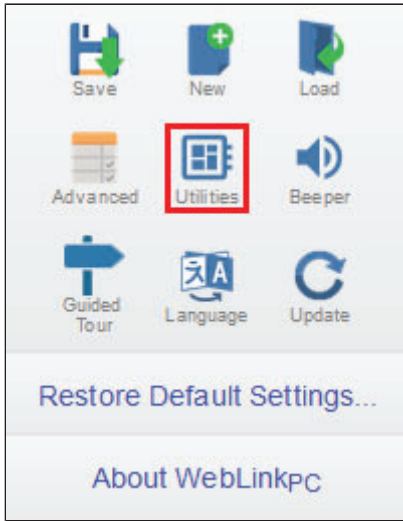 Save New Load
Advanced Utilities Beeper
Guided
Tour
Language Update
Restore Default Settings...
About WebLinkPC